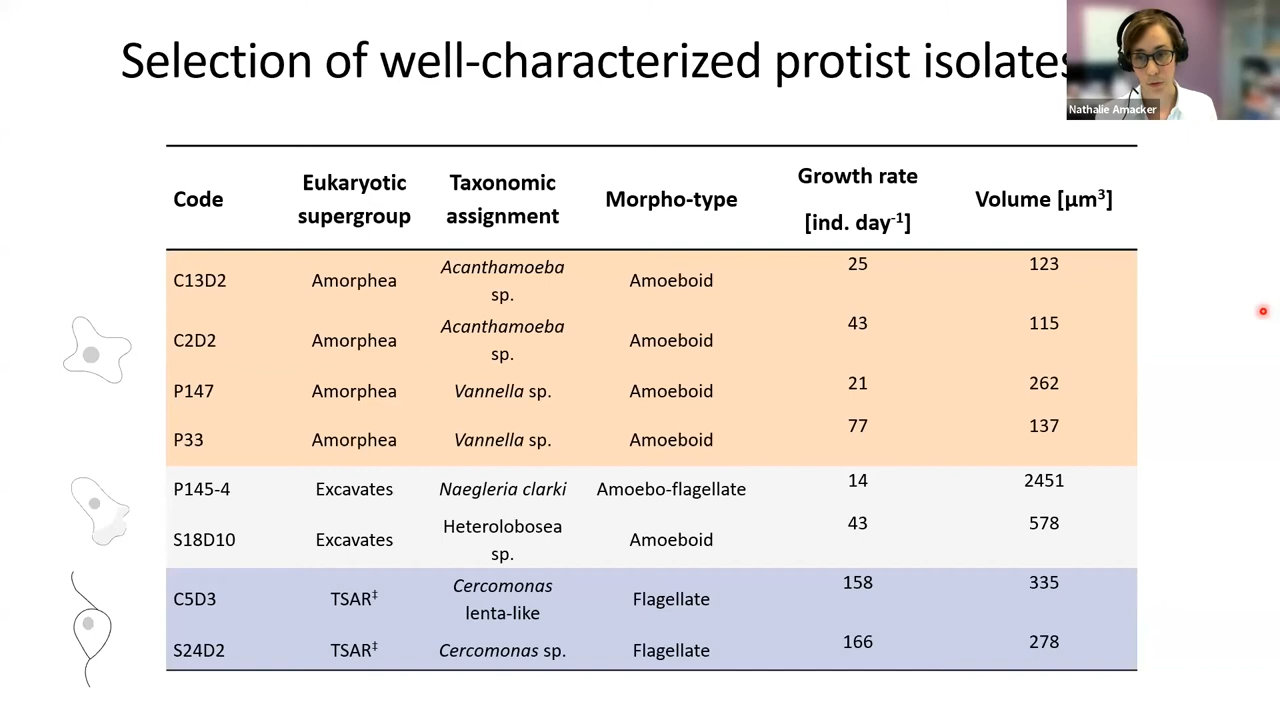 Selection of well-characterized protist isolates
Nathalie Amacker
Code Eukaryotic supergroup Taxonomic assignment Morpho-type Growth rate [ind. day⁻¹] Volume [µm³]
C13D2 Amorphea Acanthamoeba sp. Amoeboid 25 123
C2D2 Amorphea Acanthamoeba sp. Amoeboid 43 115
P147 Amorphea Vannella sp. Amoeboid 21 262
P33 Amorphea Vannella sp. Amoeboid 77 137
P145-4 Excavates Naegleria clarki Amoebo-flagellate 14 2451
S18D10 Excavates Heterolobosea sp. Amoeboid 43 578
C5D3 TSAR‡ Cercomonas lenta-like Flagellate 158 335
S24D2 TSAR‡ Cercomonas sp. Flagellate 166 278